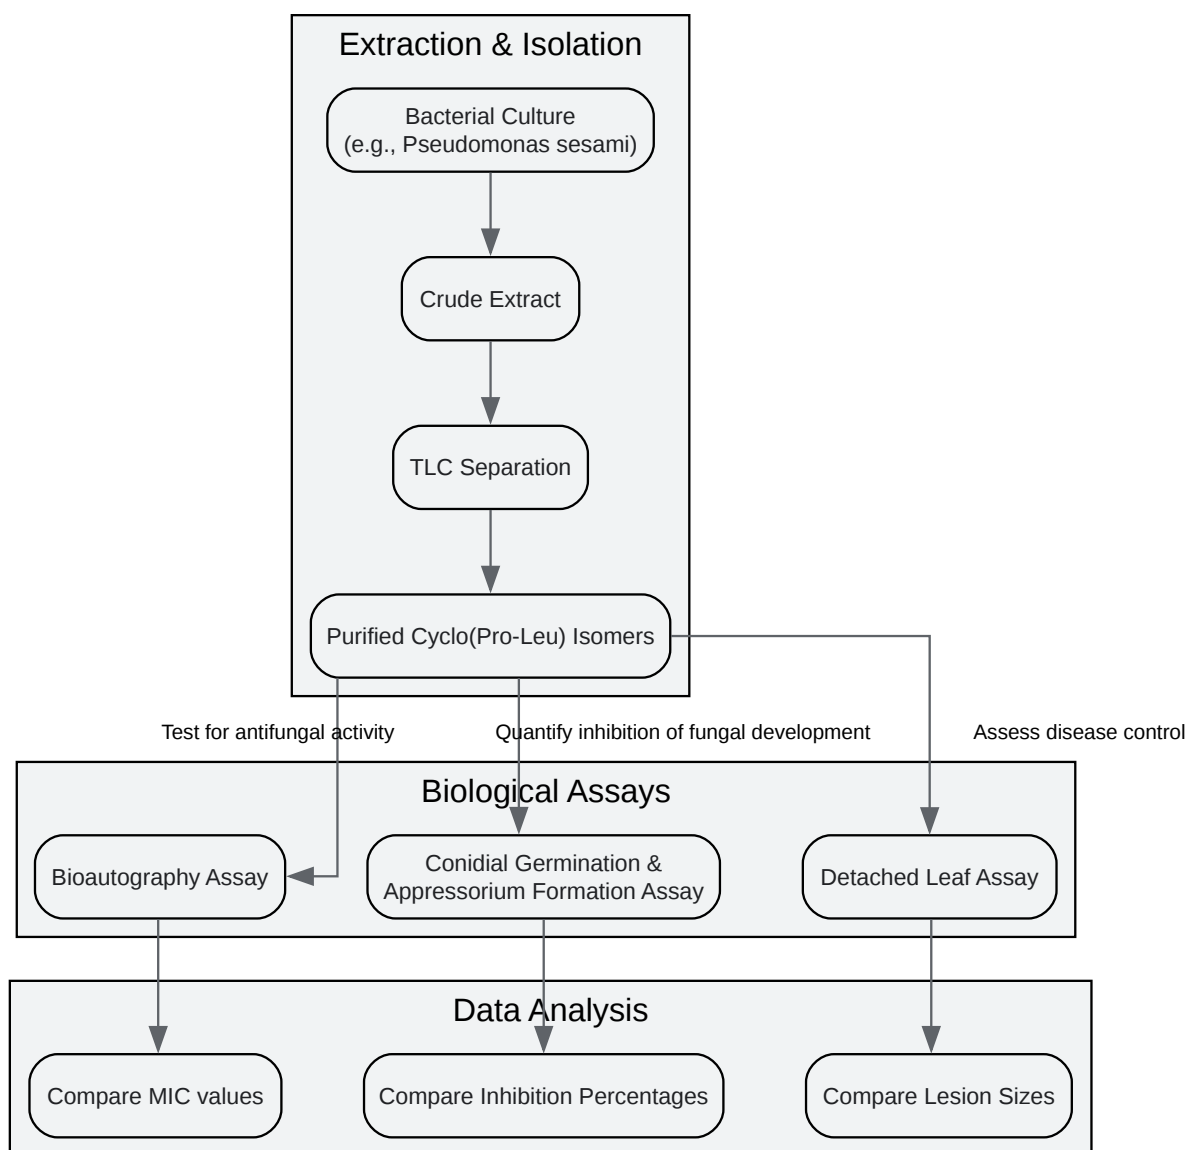 Extraction & Isolation
Bacterial Culture
(e.g., Pseudomonas sesami)
Crude Extract
TLC Separation
Purified Cyclo(Pro-Leu) Isomers
Test for antifungal activity
Quantify inhibition of fungal development
Assess disease control
Biological Assays
Bioautography Assay
Conidial Germination &
Appressorium Formation Assay
Detached Leaf Assay
Data Analysis
Compare MIC values
Compare Inhibition Percentages
Compare Lesion Sizes